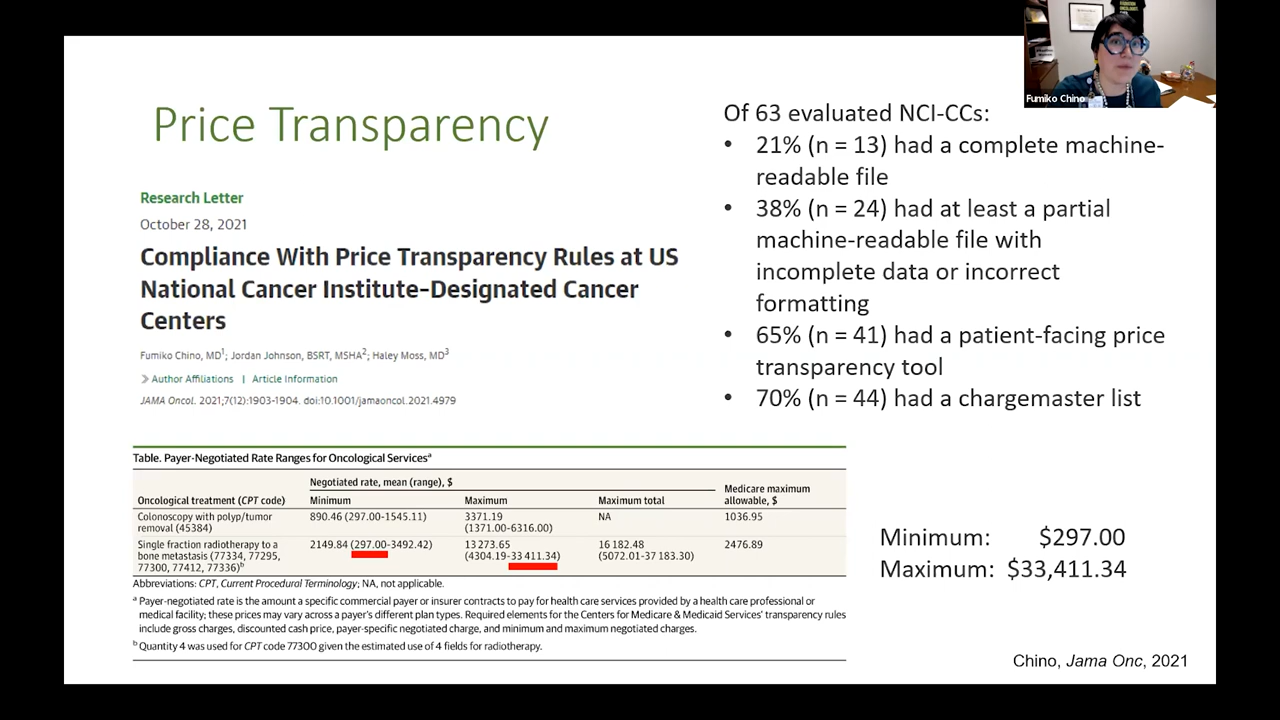 Fumiko Chino
Price Transparency
Research Letter
October 28, 2021
Compliance With Price Transparency Rules at US
National Cancer Institute–Designated Cancer
Centers
Fumiko Chino, MD1; Jordan Johnson, BSRT, MSHA2; Haley Moss, MD3
Author Affiliations | Article Information
JAMA Oncol. 2021;7(12):1903-1904. doi:10.1001/jamaoncol.2021.4979
Of 63 evaluated NCI-CCs:
• 21% (n = 13) had a complete machine-
readable file
• 38% (n = 24) had at least a partial
machine-readable file with
incomplete data or incorrect
formatting
• 65% (n = 41) had a patient-facing price
transparency tool
• 70% (n = 44) had a chargemaster list
Table. Payer-Negotiated Rate Ranges for Oncological Servicesa
Negotiated rate, mean (range), $
Oncological treatment (CPT code) Minimum Maximum Maximum total Medicare maximum
allowable, $
Colonoscopy with polyp/tumor 890.46 (297.00-1545.11) 3371.19 NA 1036.95
removal (45384) (1371.00-6316.00)
Single fraction radiotherapy to a 2149.84 (297.00-3492.42) 13 273.65 16 182.48 2476.89
bone metastasis (77334, 77295, (4304.19-33 411.34) (5072.01-37 183.30)
77300, 77412, 77336)b
Abbreviations: CPT, Current Procedural Terminology; NA, not applicable.
a Payer-negotiated rate is the amount a specific commercial payer or insurer contracts to pay for health care services provided by a health care professional or
medical facility; these prices may vary across a payer's different plan types. Required elements for the Centers for Medicare & Medicaid Services' transparency rules
include gross charges, discounted cash price, payer-specific negotiated charge, and minimum and maximum negotiated charges.
b Quantity 4 was used for CPT code 77300 given the estimated use of 4 fields for radiotherapy.
Minimum: $297.00
Maximum: $33,411.34
Chino, Jama Onc, 2021